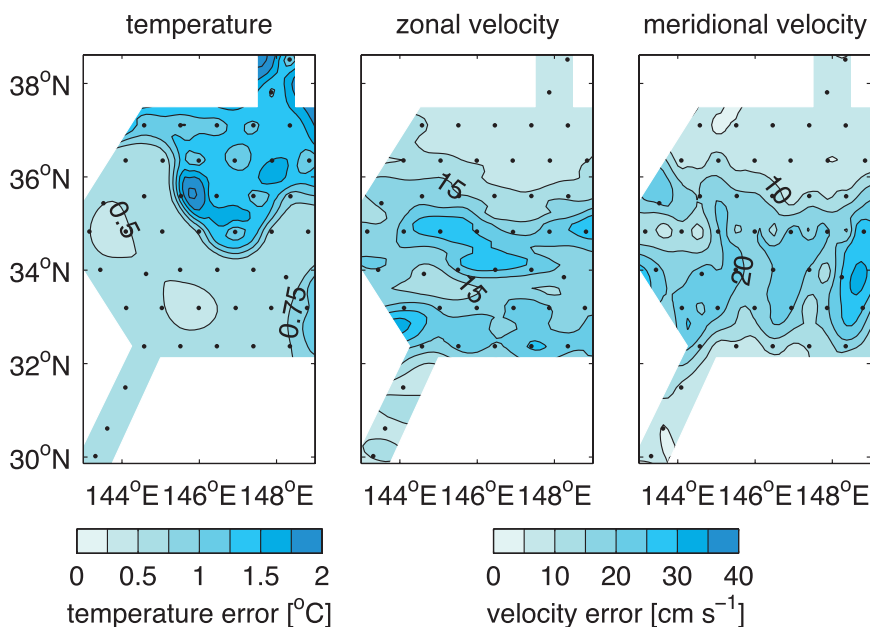 temperature zonal velocity meridional velocity
38°N
36°N
34°N
32°N
30°N
0.5
0.75
15
15
10
20
144°E 146°E 148°E 144°E 146°E 148°E 144°E 146°E 148°E
0 0.5 1 1.5 2 0 10 20 30 40
temperature error [°C] velocity error [cm s⁻¹]